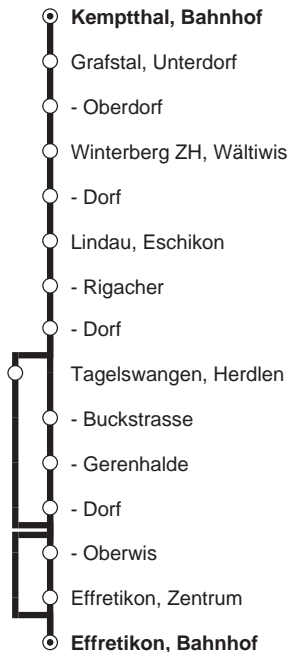 Kemptthal, Bahnhof
Grafstal, Unterdorf
- Oberdorf
Winterberg ZH, Wältiwis
- Dorf
Lindau, Eschikon
- Rigacher
- Dorf
Tagelswangen, Herdlen
- Buckstrasse
- Gerenhalde
- Dorf
- Oberwis
Effretikon, Zentrum
Effretikon, Bahnhof